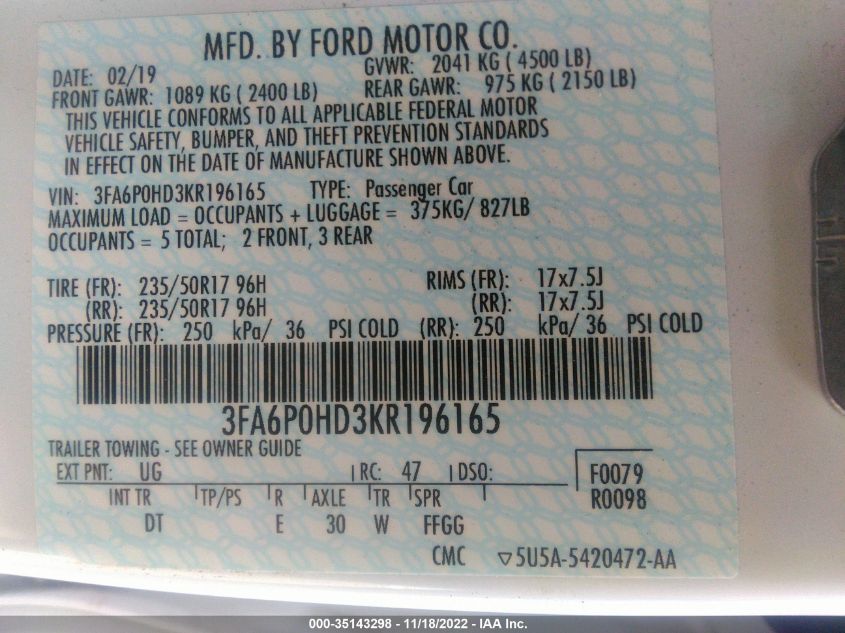 MFD. BY FORD MOTOR CO.
DATE: 02/19 GVWR: 2041 KG ( 4500 LB)
FRONT GAWR: 1089 KG ( 2400 LB) REAR GAWR: 975 KG ( 2150 LB)
THIS VEHICLE CONFORMS TO ALL APPLICABLE FEDERAL MOTOR
VEHICLE SAFETY, BUMPER, AND THEFT PREVENTION STANDARDS
IN EFFECT ON THE DATE OF MANUFACTURE SHOWN ABOVE.
VIN: 3FA6P0HD3KR196165 TYPE: Passenger Car
MAXIMUM LOAD = OCCUPANTS + LUGGAGE = 375KG/ 827LB
OCCUPANTS = 5 TOTAL; 2 FRONT, 3 REAR
TIRE (FR): 235/50R17 96H RIMS (FR): 17x7.5J
(RR): 235/50R17 96H (RR): 17x7.5J
PRESSURE (FR): 250 kPa/ 36 PSI COLD (RR): 250 kPa/ 36 PSI COLD
3FA6P0HD3KR196165
TRAILER TOWING - SEE OWNER GUIDE
EXT PNT: UG RC: 47 DSO: F0079
INT TR TP/PS R AXLE TR SPR R0098
DT E 30 W FFGG
CMC ▽5U5A-5420472-AA
000-35143298 - 11/18/2022 - IAA Inc.